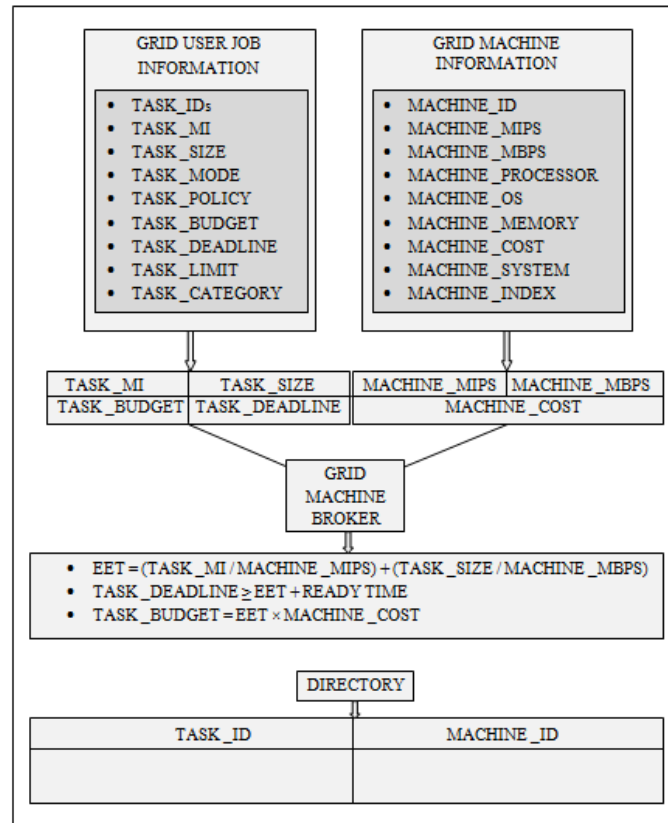 GRID USER JOB
INFORMATION
• TASK_IDs
• TASK_MI
• TASK_SIZE
• TASK_MODE
• TASK_POLICY
• TASK_BUDGET
• TASK_DEADLINE
• TASK_LIMIT
• TASK_CATEGORY
GRID MACHINE
INFORMATION
• MACHINE_ID
• MACHINE_MIPS
• MACHINE_MBPS
• MACHINE_PROCESSOR
• MACHINE_OS
• MACHINE_MEMORY
• MACHINE_COST
• MACHINE_SYSTEM
• MACHINE_INDEX
TASK_MI TASK_SIZE
TASK_BUDGET TASK_DEADLINE
MACHINE_MIPS MACHINE_MBPS
MACHINE_COST
GRID
MACHINE
BROKER
• EET = (TASK_MI / MACHINE_MIPS) + (TASK_SIZE / MACHINE_MBPS)
• TASK_DEADLINE ≥ EET + READY TIME
• TASK_BUDGET = EET × MACHINE_COST
DIRECTORY
TASK_ID MACHINE_ID